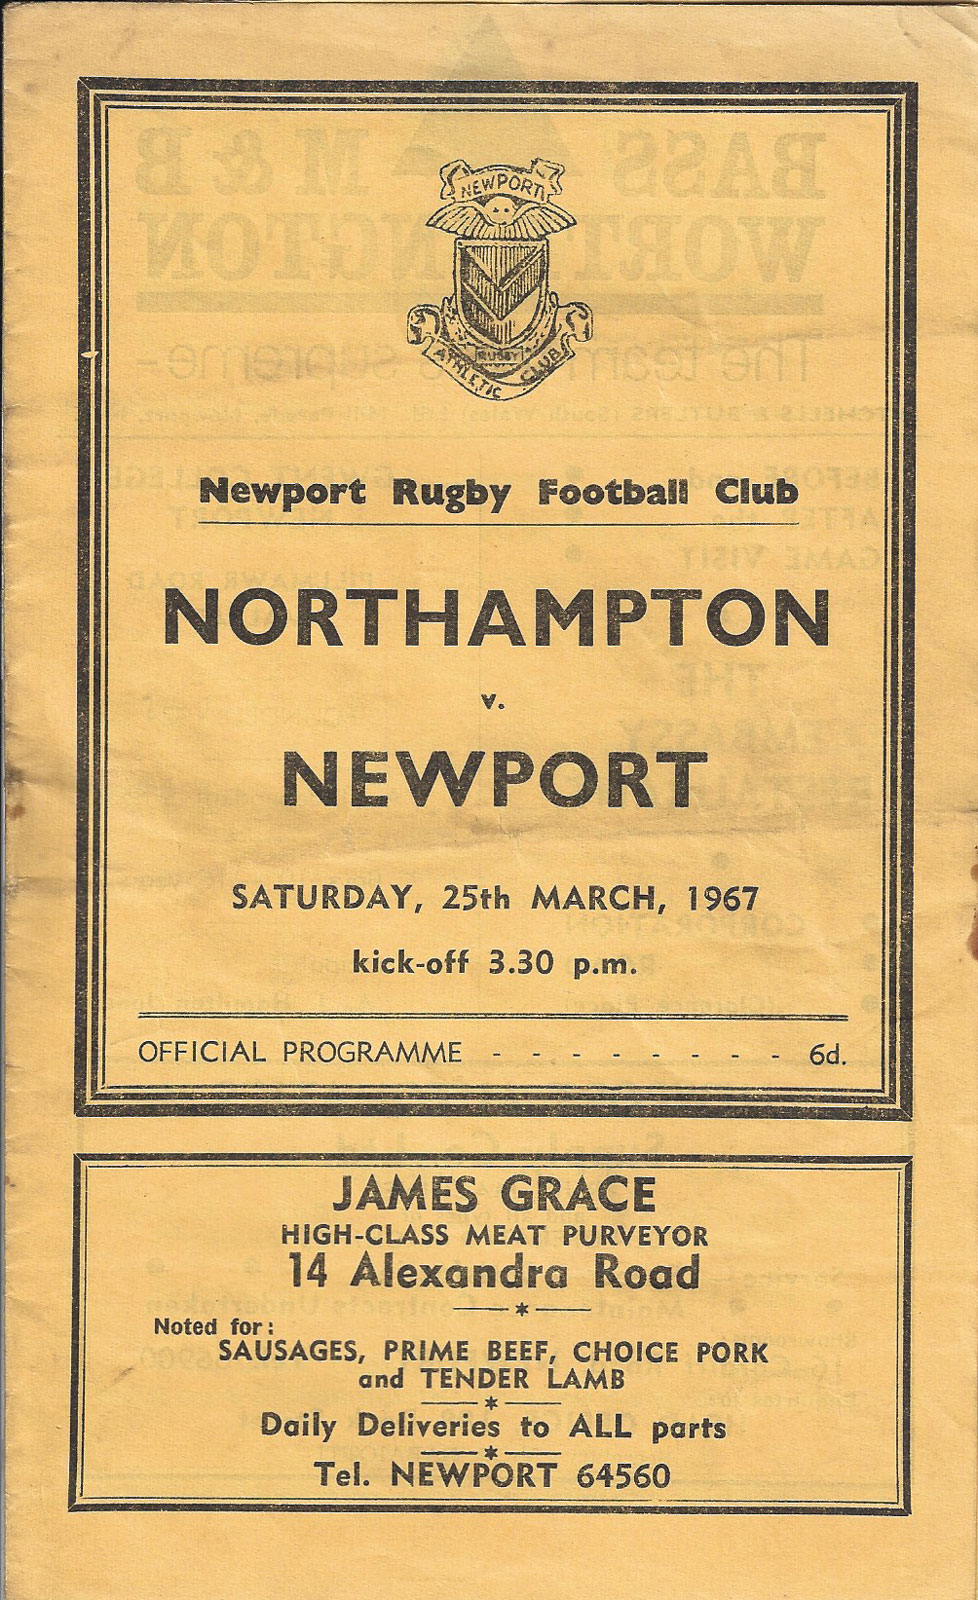 NEWPORT
RUGBY
ATHLETIC CLUB
Newport Rugby Football Club
NORTHAMPTON
v.
NEWPORT
SATURDAY, 25th MARCH, 1967
kick-off 3.30 p.m.
OFFICIAL PROGRAMME - - - - - - - - 6d.
JAMES GRACE
HIGH-CLASS MEAT PURVEYOR
14 Alexandra Road
Noted for:
SAUSAGES, PRIME BEEF, CHOICE PORK
and TENDER LAMB
Daily Deliveries to ALL parts
Tel. NEWPORT 64560